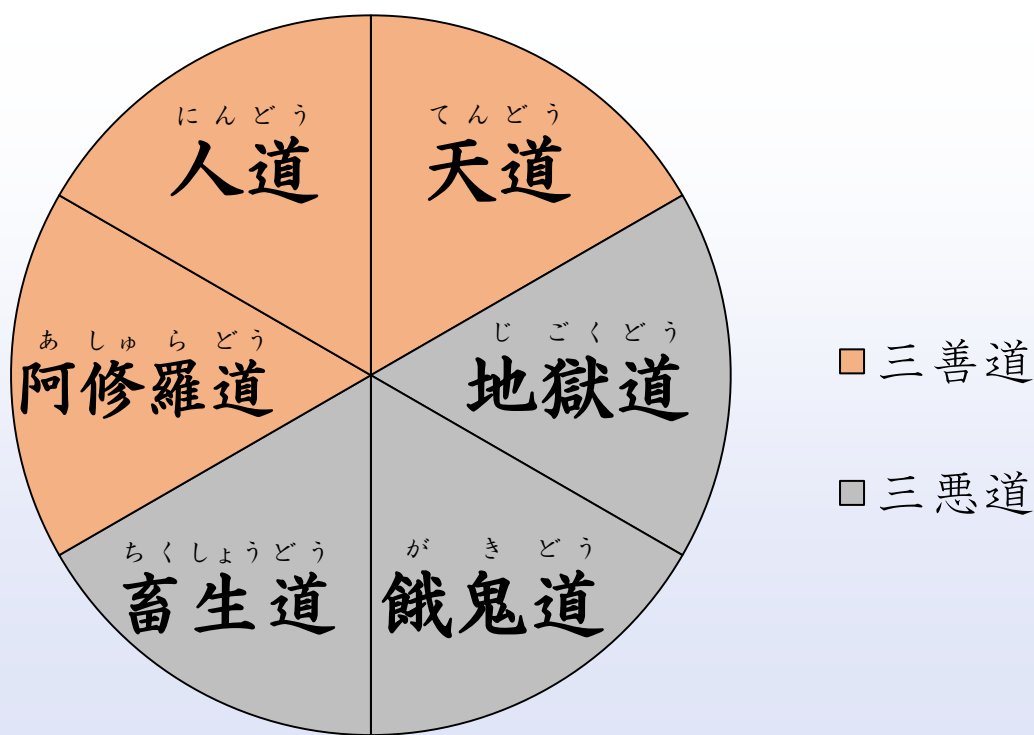 にんどう
人道
てんどう
天道
あしゅらどう
阿修羅道
じごくどう
地獄道
ちくしょうどう
畜生道
がきどう
餓鬼道
三善道
三悪道